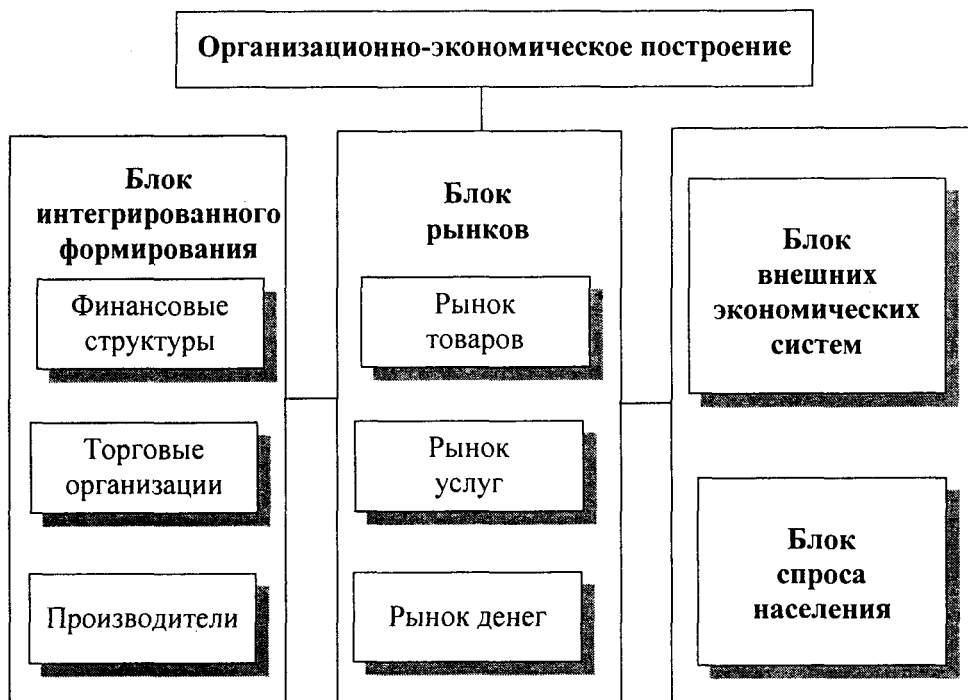 Организационно-экономическое построение
Блок
интегрированного
формирования
Финансовые
структуры
Торговые
организации
Производители
Блок
рынков
Рынок
товаров
Рынок
услуг
Рынок денег
Блок
внешних
экономических
систем
Блок
спроса
населения